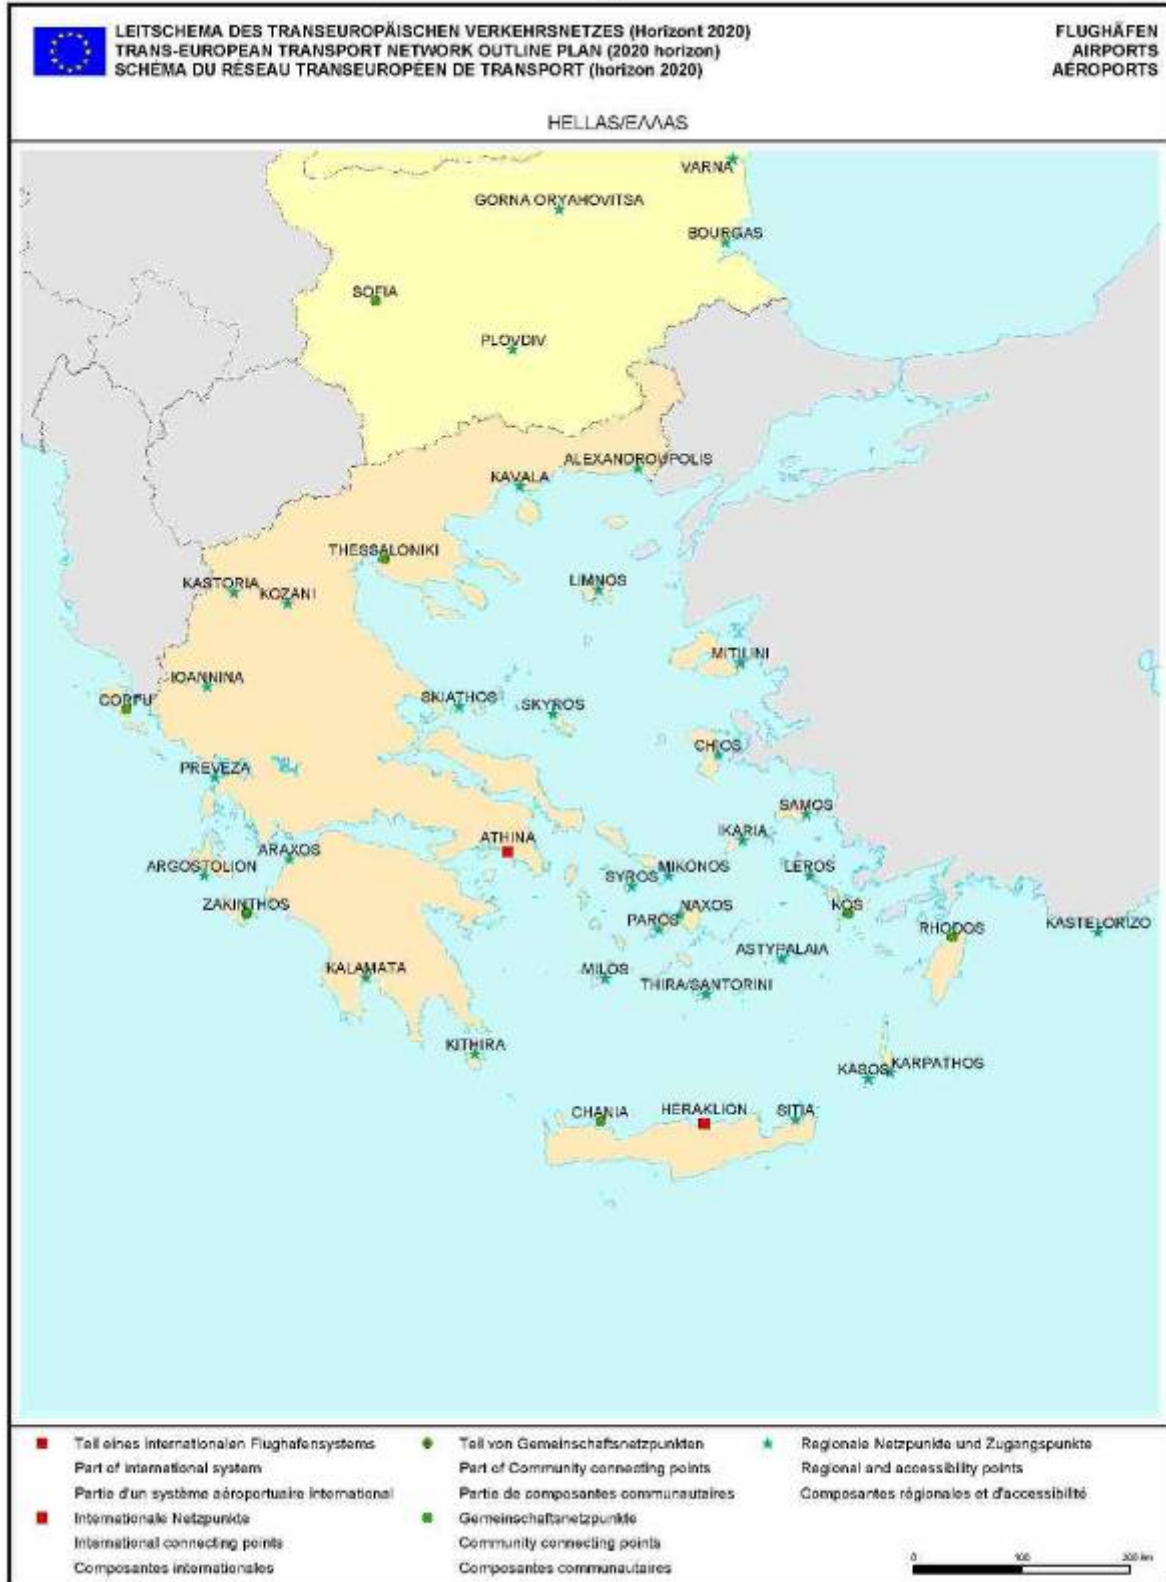 LEITSCHEMA DES TRANSEUROPÄISCHEN VERKEHRSNETZES (Horizont 2020)
TRANS-EUROPEAN TRANSPORT NETWORK OUTLINE PLAN (2020 horizon)
SCHÉMA DU RÉSEAU TRANSEUROPÉEN DE TRANSPORT (horizon 2020)
FLUGHÄFEN
AIRPORTS
AÉROPORTS
HELLAS/ΕΛΛΑΣ
VARNA
GORNA ORYAHOVITSA
BOURGAS
SOFIA
PLOVDIV
ALEXANDROUPOLIS
KAVALA
THESSALONIKI
LIMNOS
KASTORIA
KOZANI
MITILINI
IOANNINA
CORFU
SKIATHOS
SKYROS
CHIOS
PREVEZA
SAMOS
IKARIA
ATHINA
ARAXOS
ARGOSTOLION
MIKONOS
LEROS
SYROS
ZAKINTHOS
NAXOS
KOS
PAROS
RHODOS
KASTELORIZO
ASTYPALAIA
KALAMATA
MILOS
THIRA/SANTORINI
KITHIRA
KASOS
KARPATHOS
CHANIA
HERAKLION
SITIA
Teil eines Internationalen Flughafensystems
Part of international system
Partie d'un système aéroportuaire international
Internationale Netzpunkte
International connecting points
Composantes internationales
Teil von Gemeinschaftsnetzpunkten
Part of Community connecting points
Partie de composantes communautaires
Gemeinschaftsnetzpunkte
Community connecting points
Composantes communautaires
Regionale Netzpunkte und Zugangspunkte
Regional and accessibility points
Composantes régionales et d'accessibilité
0 100 200 km